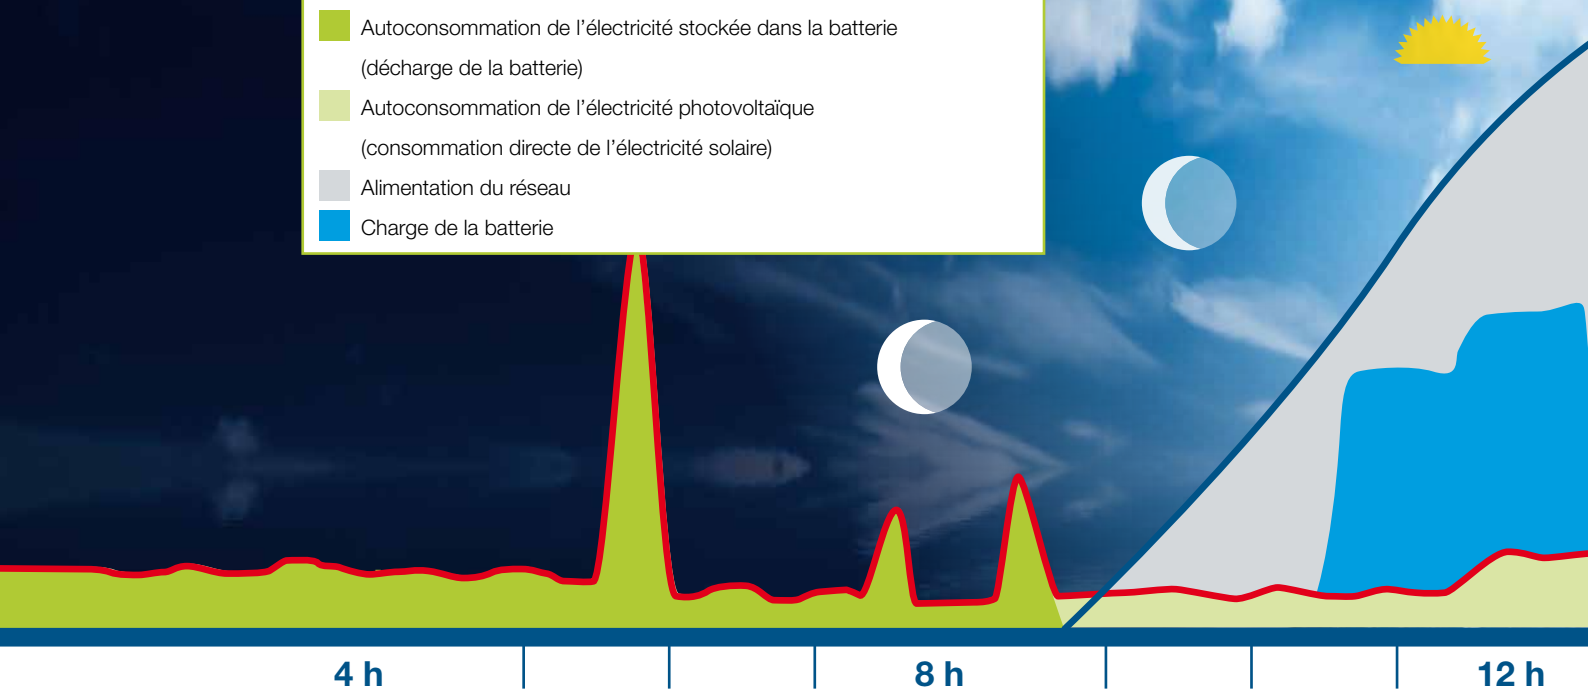 Autoconsommation de l'électricité stockée dans la batterie
(décharge de la batterie)
Autoconsommation de l'électricité photovoltaïque
(consommation directe de l'électricité solaire)
Alimentation du réseau
Charge de la batterie
4 h
8 h
12 h